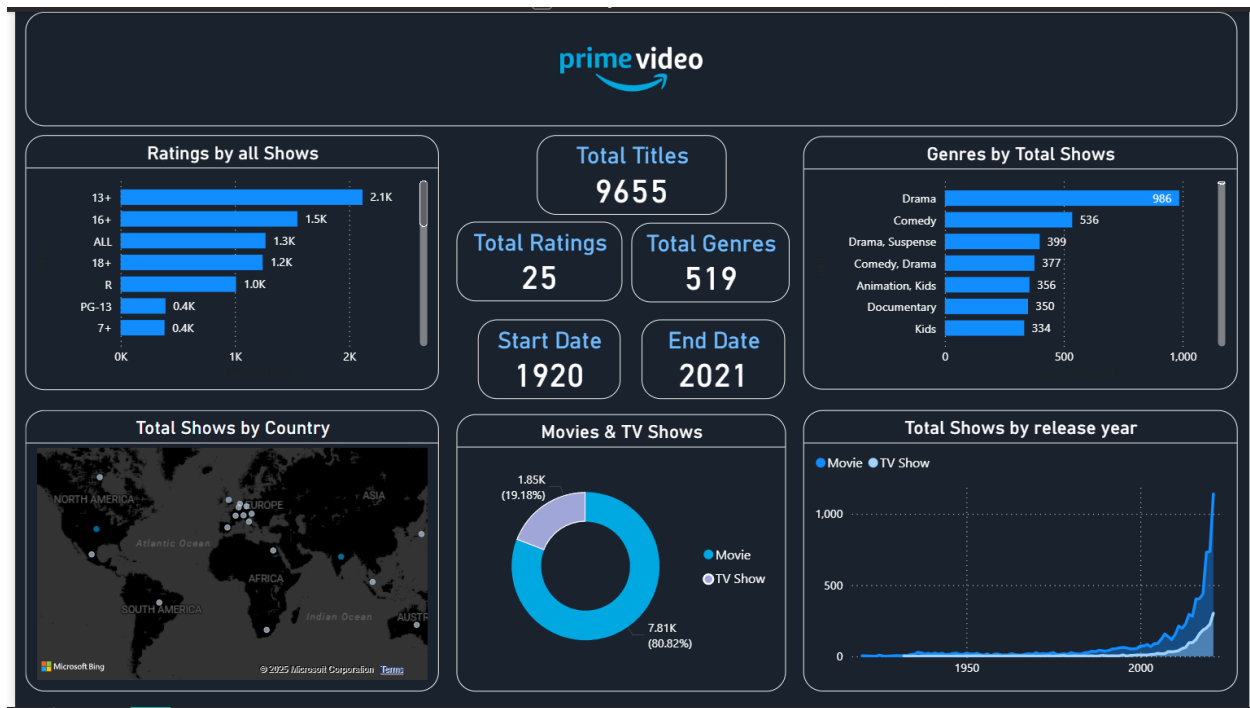 prime video
Ratings by all Shows
13+ 2.1K
16+ 1.5K
ALL 1.3K
18+ 1.2K
R 1.0K
PG-13 0.4K
7+ 0.4K
0K 1K 2K
Total Titles
9655
Total Ratings
25
Total Genres
519
Start Date
1920
End Date
2021
Genres by Total Shows
Drama 986
Comedy 536
Drama, Suspense 399
Comedy, Drama 377
Animation, Kids 356
Documentary 350
Kids 334
0 500 1,000
Total Shows by Country
NORTH AMERICA
EUROPE
ASIA
Atlantic Ocean
AFRICA
SOUTH AMERICA
Indian Ocean
AUSTR
Microsoft Bing
© 2025 Microsoft Corporation Terms
Movies & TV Shows
1.85K
(19.18%)
Movie
TV Show
7.81K
(80.82%)
Total Shows by release year
Movie TV Show
1,000
500
0
1950 2000